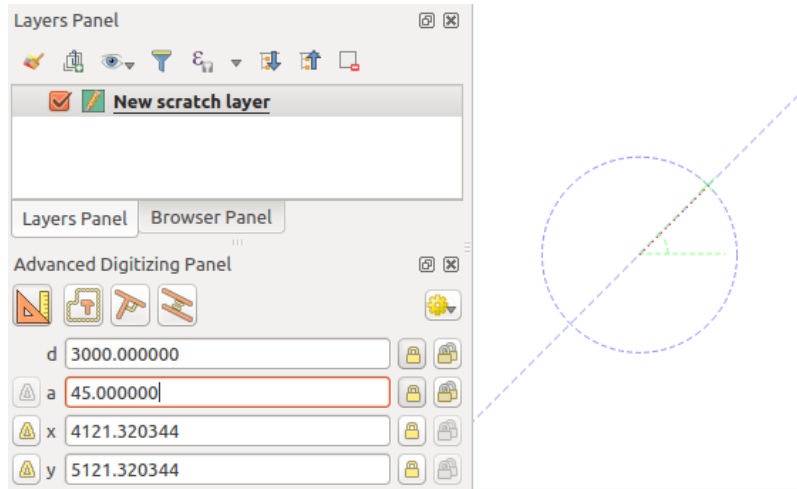 Layers Panel
New scratch layer
Layers Panel
Browser Panel
Advanced Digitizing Panel
d 3000.000000
a 45.000000
x 4121.320344
y 5121.320344